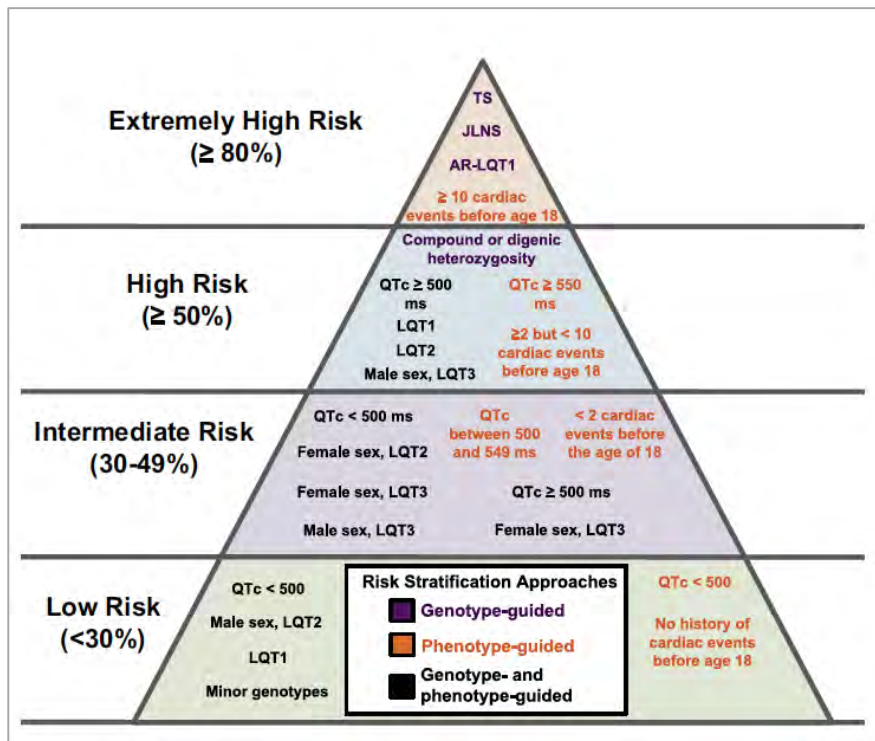 Extremely High Risk
(≥ 80%)
TS
JLNS
AR-LQT1
≥ 10 cardiac
events before age 18
High Risk
(≥ 50%)
Compound or digenic
heterozygosity
QTc ≥ 500
ms
LQT1
LQT2
Male sex, LQT3
QTc ≥ 550
ms
≥2 but < 10
cardiac events
before age 18
Intermediate Risk
(30-49%)
QTc < 500 ms
Female sex, LQT2
Female sex, LQT3
Male sex, LQT3
QTc
between 500
and 549 ms
< 2 cardiac
events before
the age of 18
QTc ≥ 500 ms
Female sex, LQT3
Low Risk
(<30%)
QTc < 500
Male sex, LQT2
LQT1
Minor genotypes
Risk Stratification Approaches
Genotype-guided
Phenotype-guided
Genotype- and
phenotype-guided
QTc < 500
No history of
cardiac events
before age 18